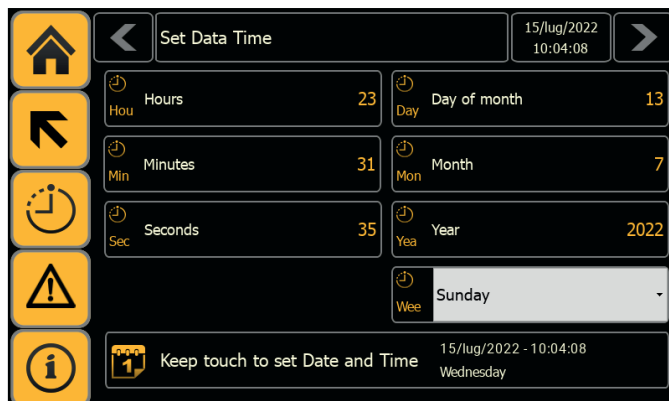 Set Data Time
15/lug/2022
10:04:08
Hou Hours 23
Day Day of month 13
Min Minutes 31
Mon Month 7
Sec Seconds 35
Yea Year 2022
Wee Sunday
1
Keep touch to set Date and Time
15/lug/2022 - 10:04:08
Wednesday
i